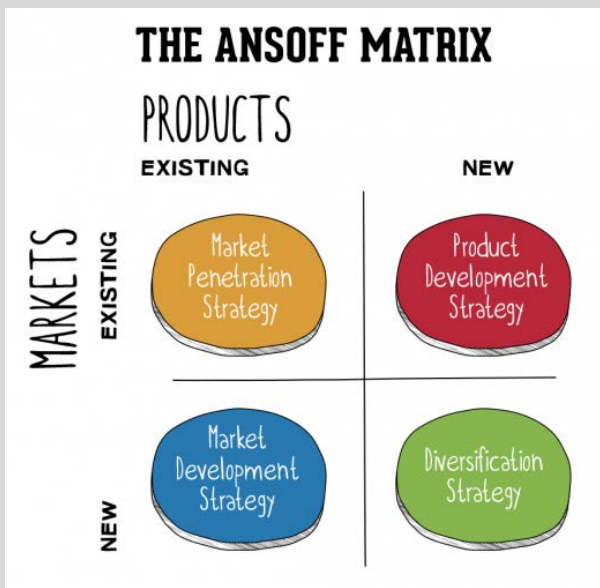 THE ANSOFF MATRIX
PRODUCTS
EXISTING
NEW
MARKETS
EXISTING
Market
Penetration
Strategy
Product
Development
Strategy
NEW
Market
Development
Strategy
Diversification
Strategy